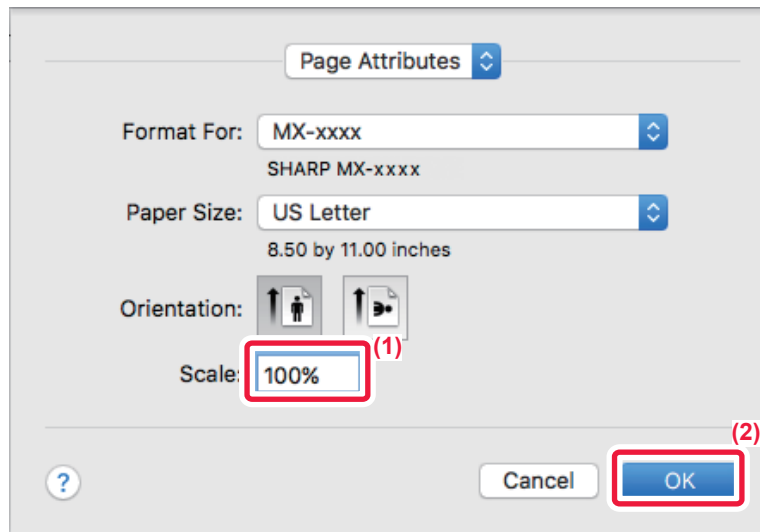 Page Attributes
Format For: MX-xxxx
SHARP MX-xxxx
Paper Size: US Letter
8.50 by 11.00 inches
Orientation:
(1)
Scale: 100%
(2)
? Cancel OK